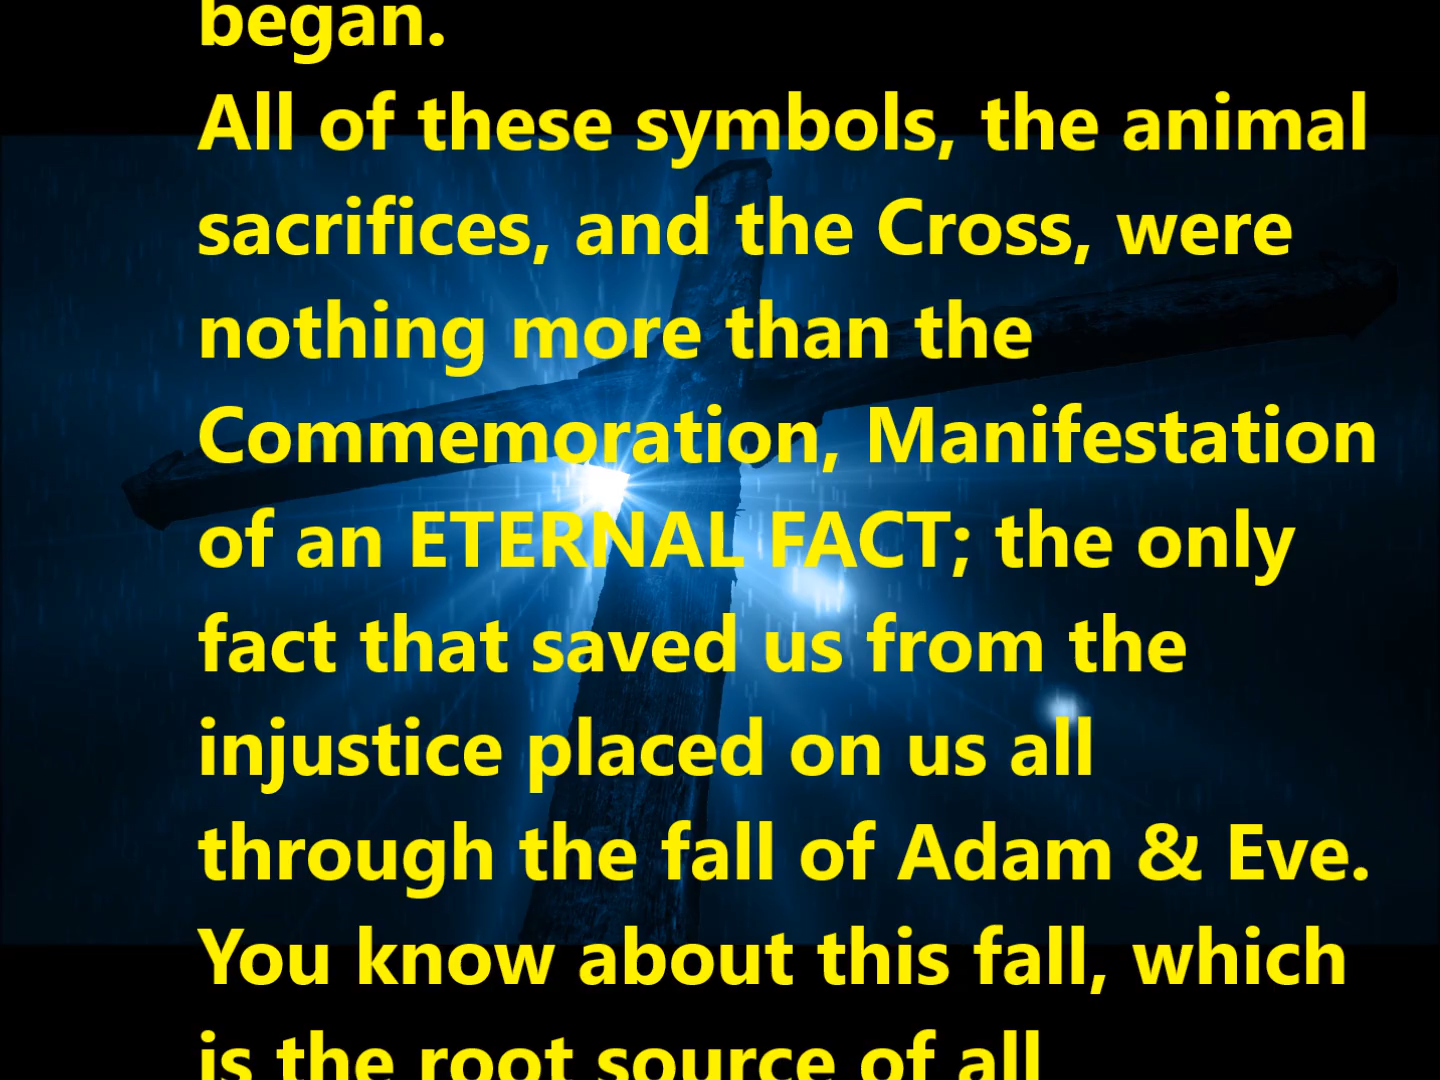 began.
All of these symbols, the animal
sacrifices, and the Cross, were
nothing more than the
Commemoration, Manifestation
of an ETERNAL FACT; the only
fact that saved us from the
injustice placed on us all
through the fall of Adam & Eve.
You know about this fall, which
is the root source of all